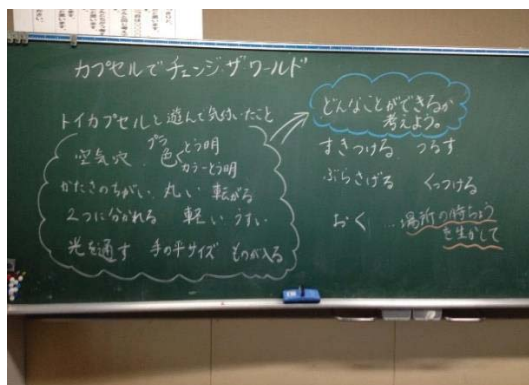 カプセルでチェンジ・ザ・ワールド
トイカプセルと遊んで気付いたこと
空気穴 プラ 色 とう明
カラーとう明
かたさのちがい 丸い 転がる
2つに分かれる 軽い うすい
光を通す 手の平サイズ ものが入る
どんなことができるか
考えよう。
つるす
ぶらさげる くっつける
おく … 場所の特ちょう
を生かして